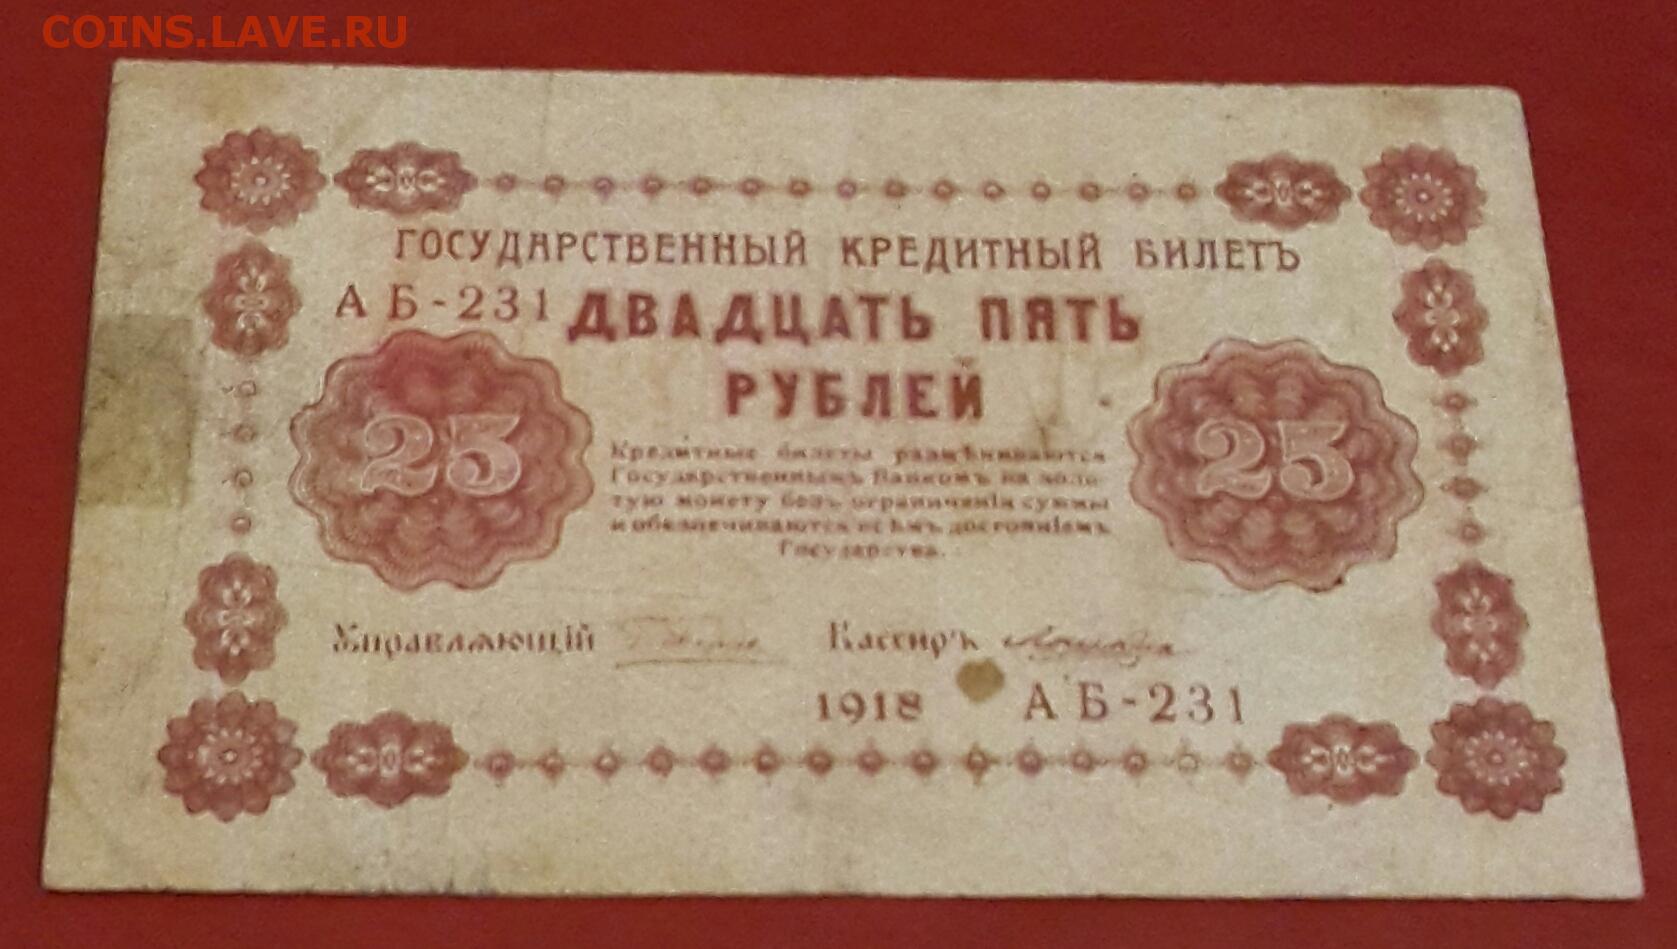 COINS.LAVE.RU
ГОСУДАРСТВЕННЫЙ КРЕДИТНЫЙ БИЛЕТЪ
АБ-231
ДВАДЦАТЬ ПЯТЬ
РУБЛЕЙ
25
25
Кредитные билеты размѣниваются
Государственнымъ Банкомъ на золо-
тую монету безъ ограниченія суммы
и обезпечиваются всѣмъ достояніемъ
Государства.
Управляющій
Кассиръ
1918 АБ-231